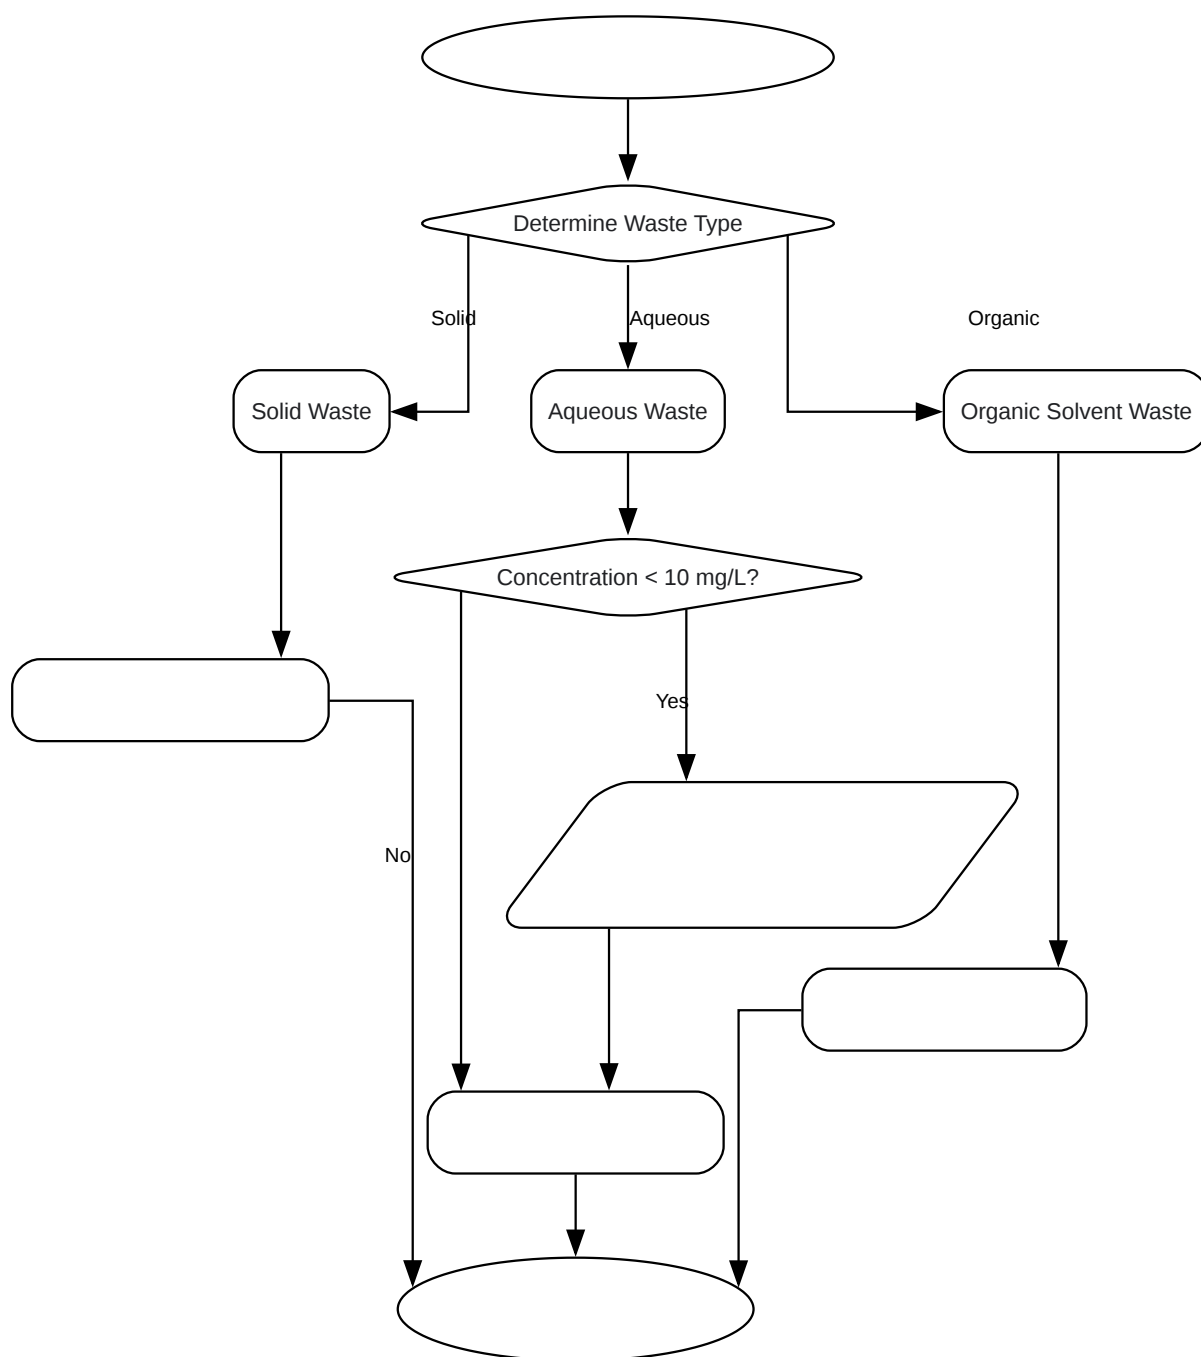 Determine Waste Type
Solid
Aqueous
Organic
Solid Waste
Aqueous Waste
Organic Solvent Waste
Concentration < 10 mg/L?
Yes
No